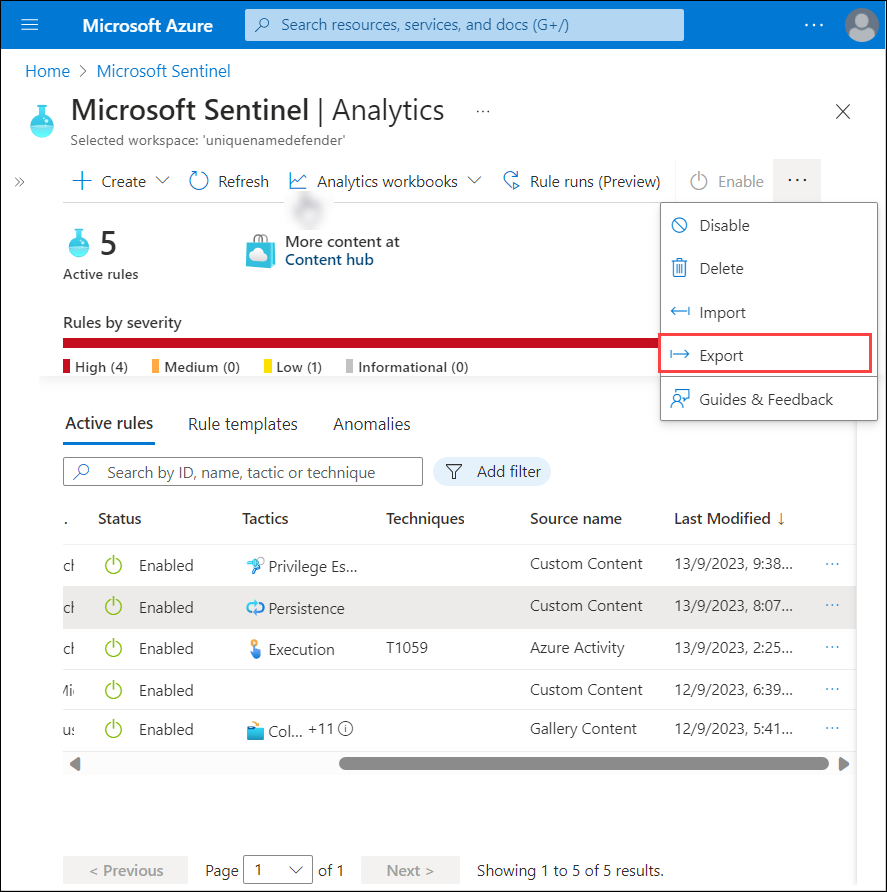 Microsoft Azure
Search resources, services, and docs (G+/)
...
Home > Microsoft Sentinel
Microsoft Sentinel | Analytics ...
Selected workspace: 'uniquenamedefender'
Create Refresh Analytics workbooks Rule runs (Preview) Enable ...
Disable
Delete
Import
Export
Guides & Feedback
5
Active rules
More content at
Content hub
Rules by severity
High (4) Medium (0) Low (1) Informational (0)
Active rules Rule templates Anomalies
Search by ID, name, tactic or technique Add filter
Status Tactics Techniques Source name Last Modified ↓
Enabled Privilege Es... Custom Content 13/9/2023, 9:38... ...
Enabled Persistence Custom Content 13/9/2023, 8:07... ...
Enabled Execution T1059 Azure Activity 13/9/2023, 2:25... ...
Enabled Custom Content 12/9/2023, 6:39... ...
us Enabled Col... +11 Gallery Content 12/9/2023, 5:41... ...
< Previous Page 1 of 1 Next > Showing 1 to 5 of 5 results.